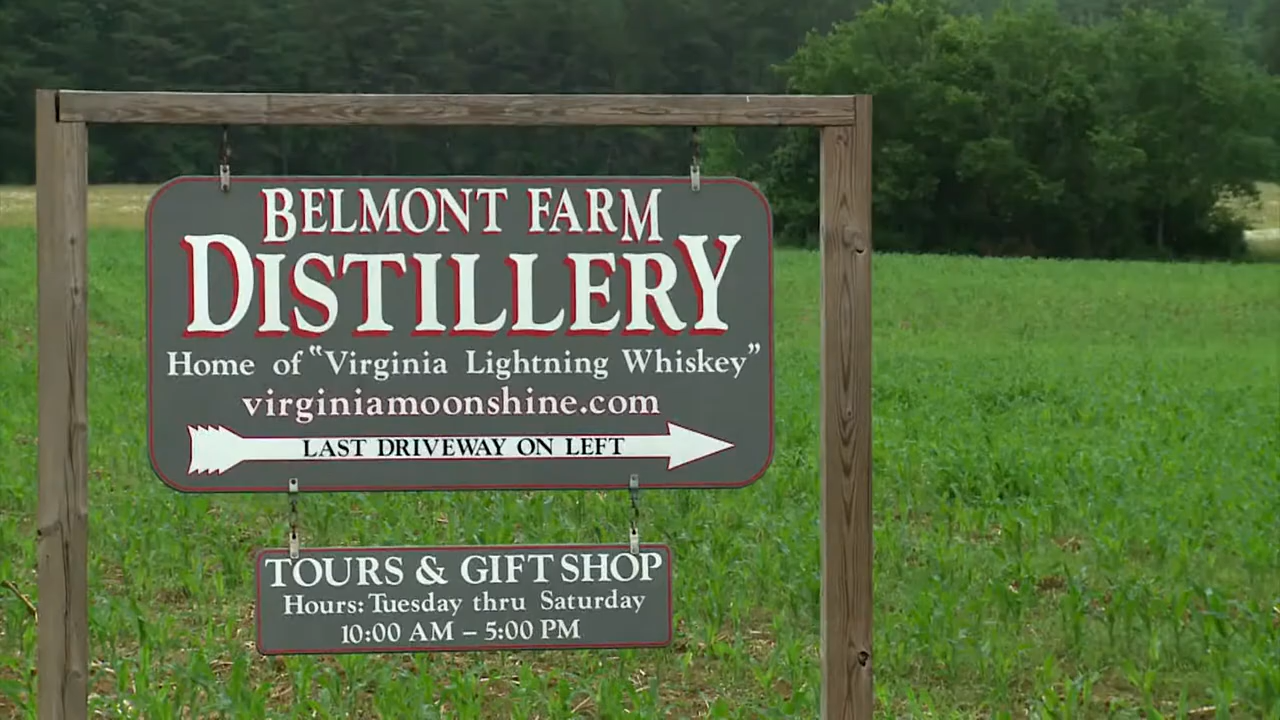 BELMONT FARM
DISTILLERY
Home of "Virginia Lightning Whiskey"
virginiamoonshine.com
LAST DRIVEWAY ON LEFT
TOURS & GIFT SHOP
Hours: Tuesday thru Saturday
10:00 AM – 5:00 PM